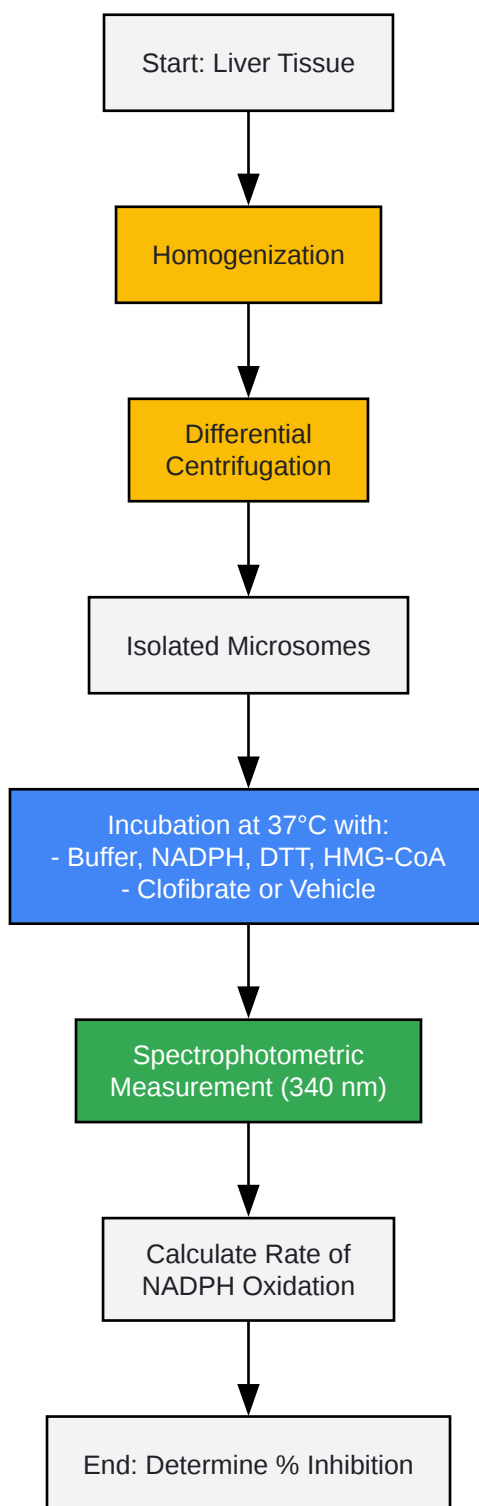 Start: Liver Tissue
Homogenization
Differential
Centrifugation
Isolated Microsomes
Incubation at 37°C with:
- Buffer, NADPH, DTT, HMG-CoA
- Clofibrate or Vehicle
Spectrophotometric
Measurement (340 nm)
Calculate Rate of
NADPH Oxidation
End: Determine % Inhibition